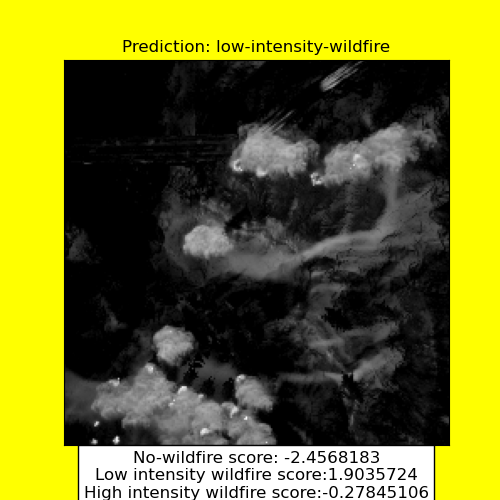 Prediction: low-intensity-wildfire
No-wildfire score: -2.4568183
Low intensity wildfire score:1.9035724
High intensity wildfire score:-0.27845106